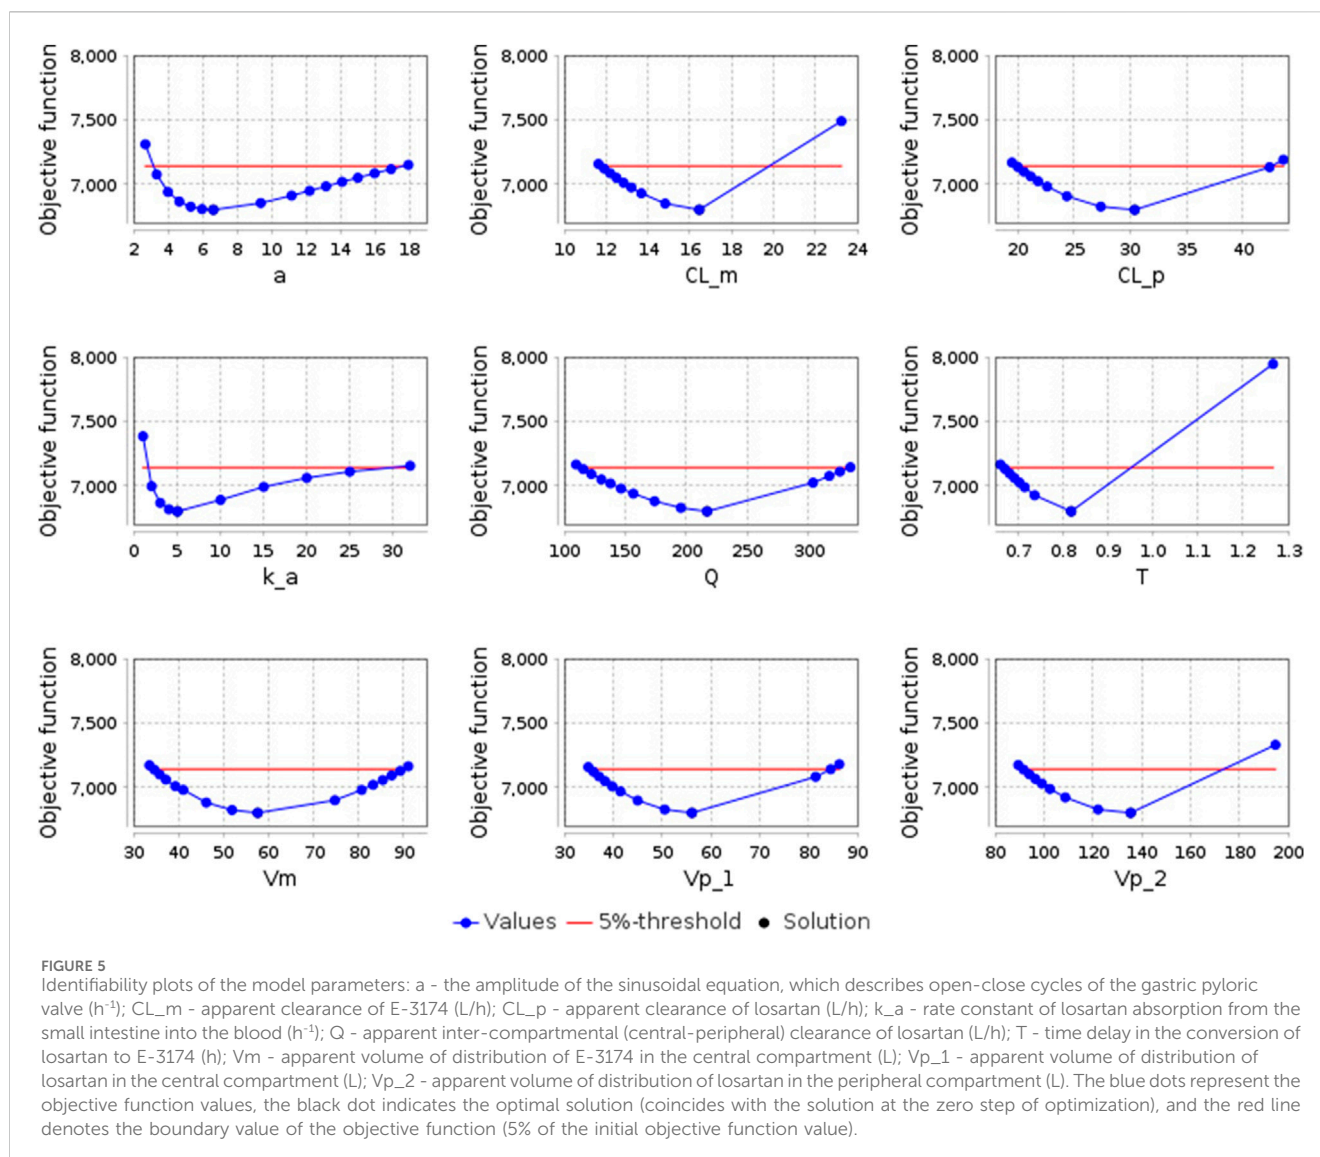 Objective function
8,000
7,500
7,000
2 4 6 8 10 12 14 16 18
a
Objective function
8,000
7,500
7,000
10 12 14 16 18 20 22 24
CL_m
Objective function
8,000
7,500
7,000
20 25 30 35 40
CL_p
Objective function
8,000
7,500
7,000
0 5 10 15 20 25 30
k_a
Objective function
8,000
7,500
7,000
100 150 200 250 300
Q
Objective function
8,000
7,500
7,000
0.7 0.8 0.9 1.0 1.1 1.2 1.3
T
Objective function
8,000
7,500
7,000
30 40 50 60 70 80 90
Vm
Objective function
8,000
7,500
7,000
30 40 50 60 70 80 90
Vp_1
Objective function
8,000
7,500
7,000
80 100 120 140 160 180 200
Vp_2
Values 5%-threshold Solution
FIGURE 5
Identifiability plots of the model parameters: a - the amplitude of the sinusoidal equation, which describes open-close cycles of the gastric pyloric
valve (h⁻¹); CL_m - apparent clearance of E-3174 (L/h); CL_p - apparent clearance of losartan (L/h); k_a - rate constant of losartan absorption from the
small intestine into the blood (h⁻¹); Q - apparent inter-compartmental (central-peripheral) clearance of losartan (L/h); T - time delay in the conversion of
losartan to E-3174 (h); Vm - apparent volume of distribution of E-3174 in the central compartment (L); Vp_1 - apparent volume of distribution of
losartan in the central compartment (L); Vp_2 - apparent volume of distribution of losartan in the peripheral compartment (L). The blue dots represent the
objective function values, the black dot indicates the optimal solution (coincides with the solution at the zero step of optimization), and the red line
denotes the boundary value of the objective function (5% of the initial objective function value).